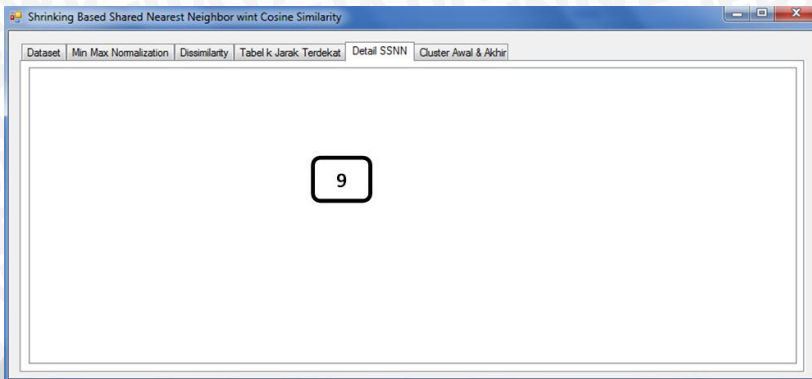 Shrinking Based Shared Nearest Neighbor wint Cosine Similarity
Dataset Min Max Normalization Dissimilarity Tabel k Jarak Terdekat Detail SSNN Cluster Awal & Akhir
9